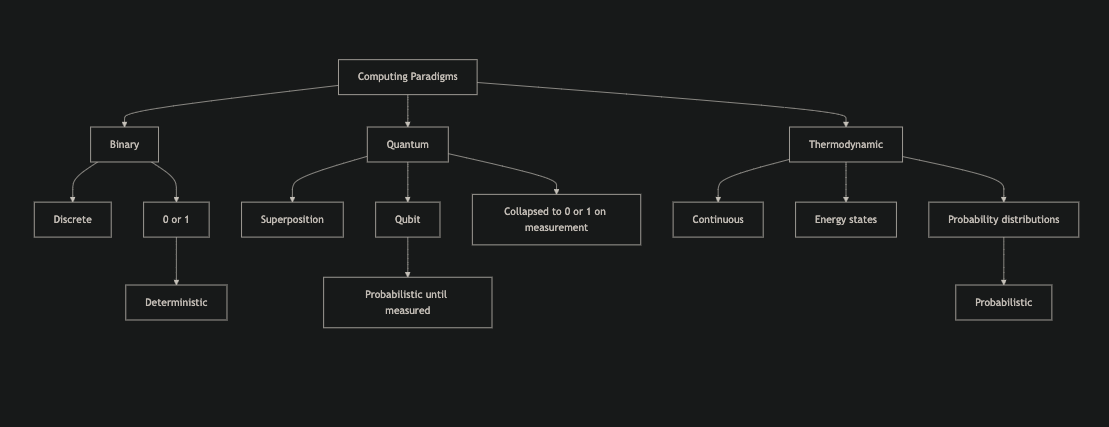 Computing Paradigms
Binary
Quantum
Thermodynamic
Discrete
0 or 1
Superposition
Qubit
Collapsed to 0 or 1 on
measurement
Continuous
Energy states
Probability distributions
Deterministic
Probabilistic until
measured
Probabilistic